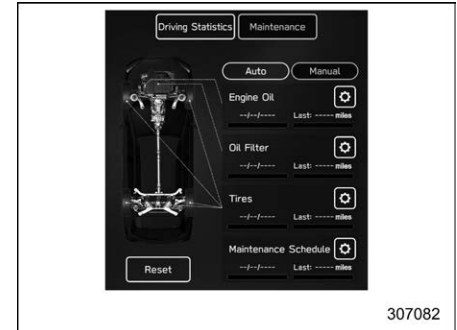 Driving Statistics Maintenance
Auto Manual
Engine Oil
--/--/---- Last: ----- miles
Oil Filter
--/--/---- Last: ----- miles
Tires
--/--/---- Last: ----- miles
Maintenance Schedule
--/--/---- Last: ----- miles
Reset
307082